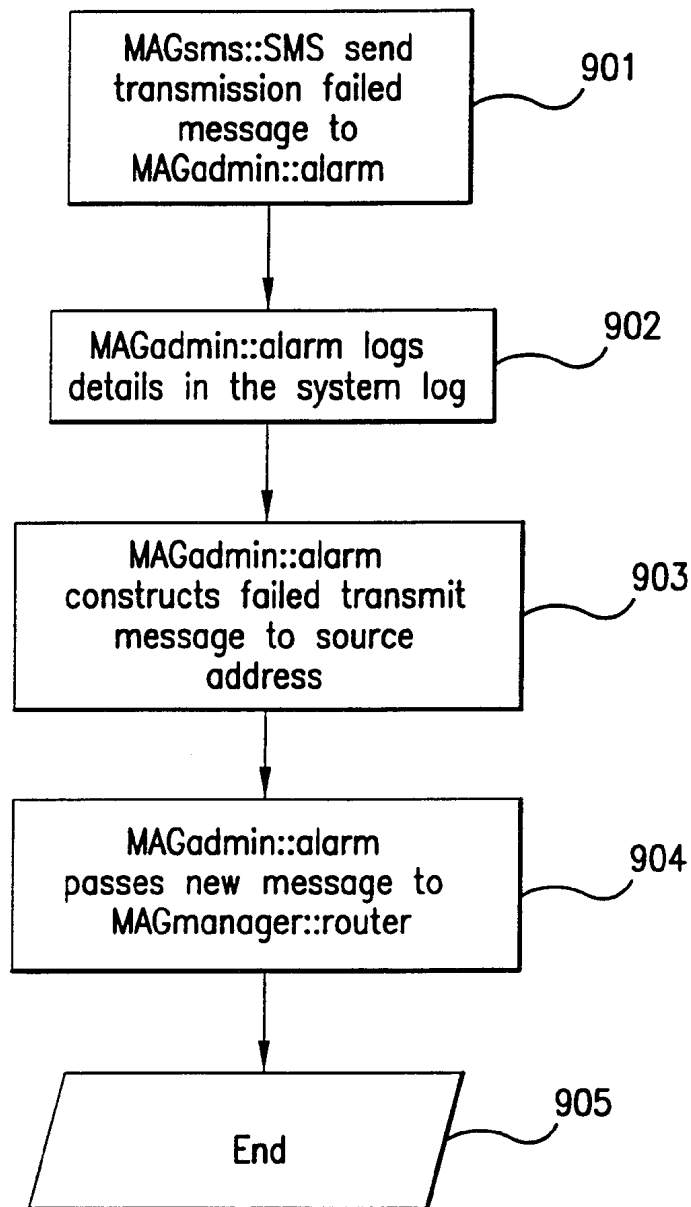 MAGsms::SMS send
transmission failed
message to
MAGadmin::alarm
901
MAGadmin::alarm logs
details in the system log
902
MAGadmin::alarm
constructs failed transmit
message to source
address
903
MAGadmin::alarm
passes new message to
MAGmanager::router
904
End
905